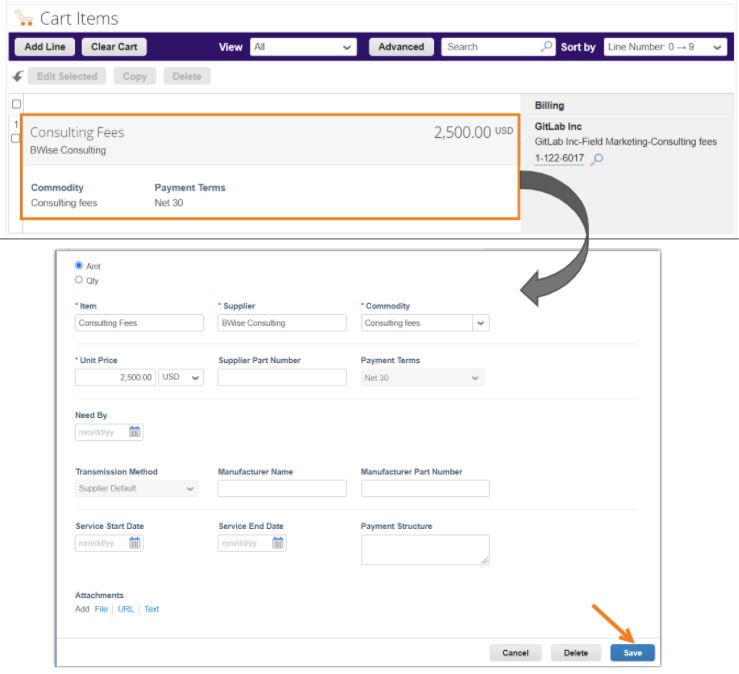 Cart Items
Add Line Clear Cart View All Advanced Search Sort by Line Number: 0 → 9
Edit Selected Copy Delete
Billing
1
Consulting Fees 2,500.00 USD
BWise Consulting
GitLab Inc
GitLab Inc-Field Marketing-Consulting fees
1-122-6017
Commodity Payment Terms
Consulting fees Net 30
Amt
Qty
* Item * Supplier * Commodity
Consulting Fees BWise Consulting Consulting fees
* Unit Price Supplier Part Number Payment Terms
2,500.00 USD Net 30
Need By
mm/dd/yy
Transmission Method Manufacturer Name Manufacturer Part Number
Supplier Default
Service Start Date Service End Date Payment Structure
mm/dd/yy mm/dd/yy
Attachments
Add File | URL | Text
Cancel Delete Save